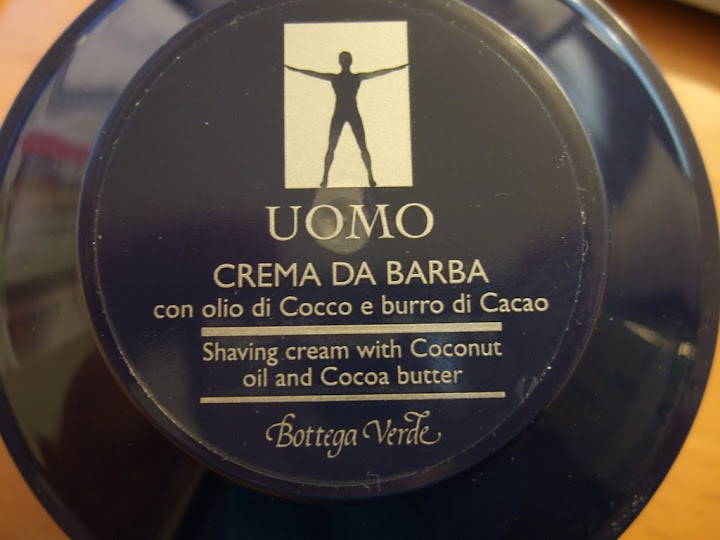 UOMO
CREMA DA BARBA
con olio di Cocco e burro di Cacao
Shaving cream with Coconut
oil and Cocoa butter
Bottega Verde